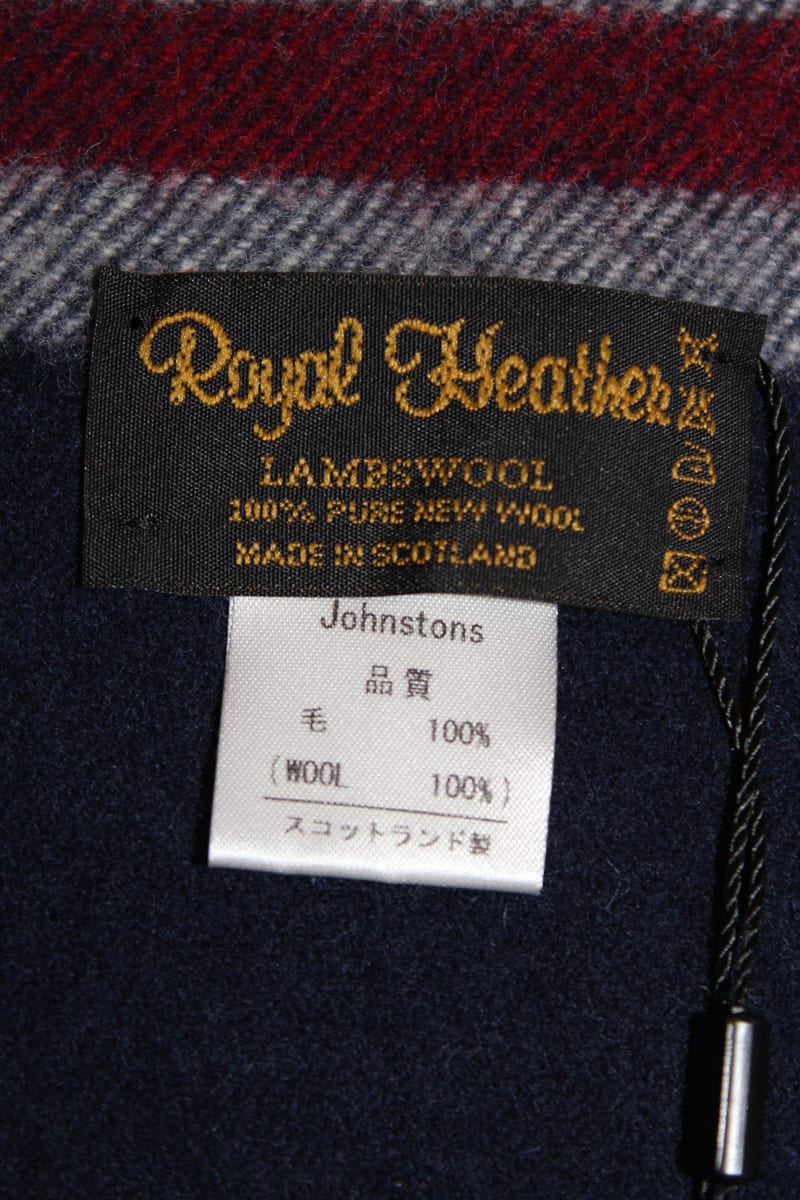 Royal Heather
LAMBSWOOL
100% PURE NEW WOOL
MADE IN SCOTLAND
Johnstons
品質
毛 100%
(WOOL 100%)
スコットランド製